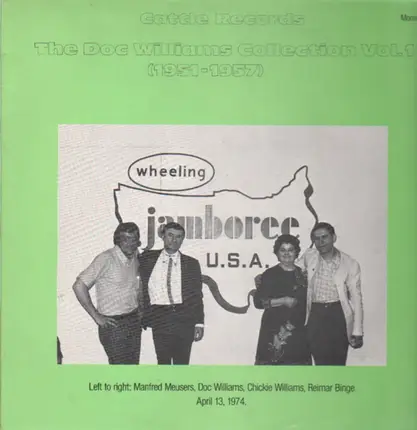 Cattle Records
The Doc Williams Collection Vol.1
(1951-1957)
wheeling
jamboree
U.S.A.
Left to right: Manfred Meusers, Doc Williams, Chickie Williams, Reimar Binge
April 13, 1974.